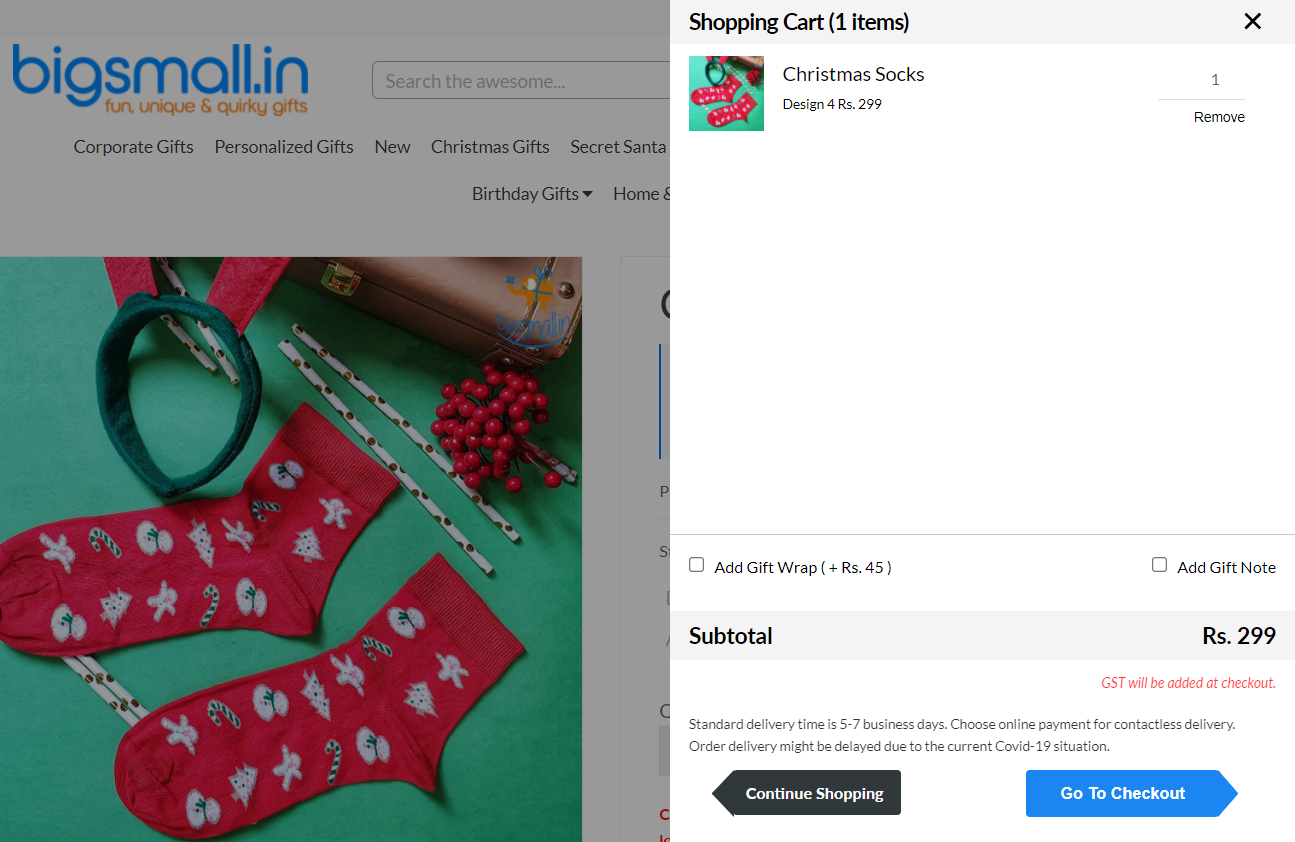 bigsmall.in
fun, unique & quirky gifts
Search the awesome...
Corporate Gifts Personalized Gifts New Christmas Gifts Secret Santa
Birthday Gifts Home &
bigsmall.in
Shopping Cart (1 items)
Christmas Socks
1
Design 4 Rs. 299
Remove
Add Gift Wrap ( + Rs. 45 )
Add Gift Note
Subtotal Rs. 299
GST will be added at checkout.
Standard delivery time is 5-7 business days. Choose online payment for contactless delivery.
Order delivery might be delayed due to the current Covid-19 situation.
Continue Shopping
Go To Checkout